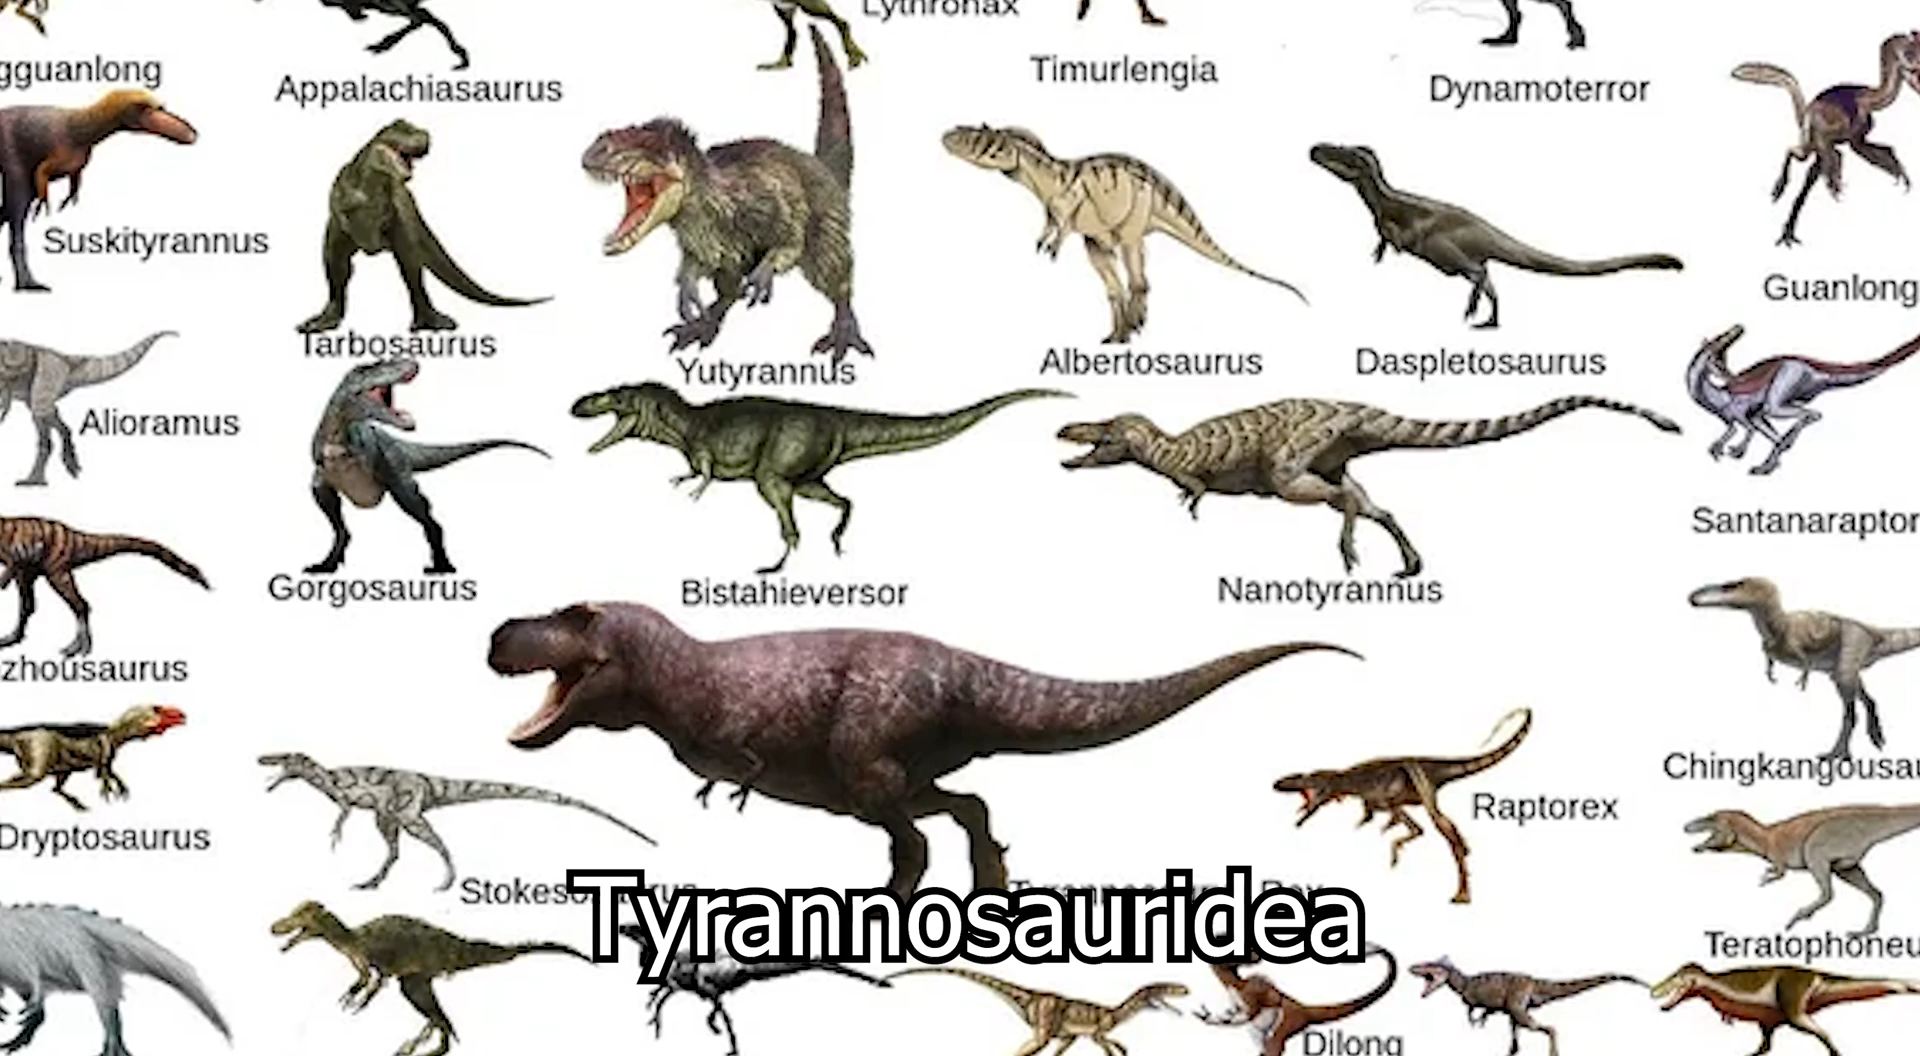 Lythronax
gguanlong
Appalachiasaurus
Timurlengia
Dynamoterror
Suskityrannus
Guanlong
Tarbosaurus
Yutyrannus
Albertosaurus
Daspletosaurus
Alioramus
Santanaraptor
Gorgosaurus
Bistahieversor
Nanotyrannus
zhousaurus
Chingkangousau
Raptorex
Dryptosaurus
Tyrannosauridea
Teratophoneu
Dilong